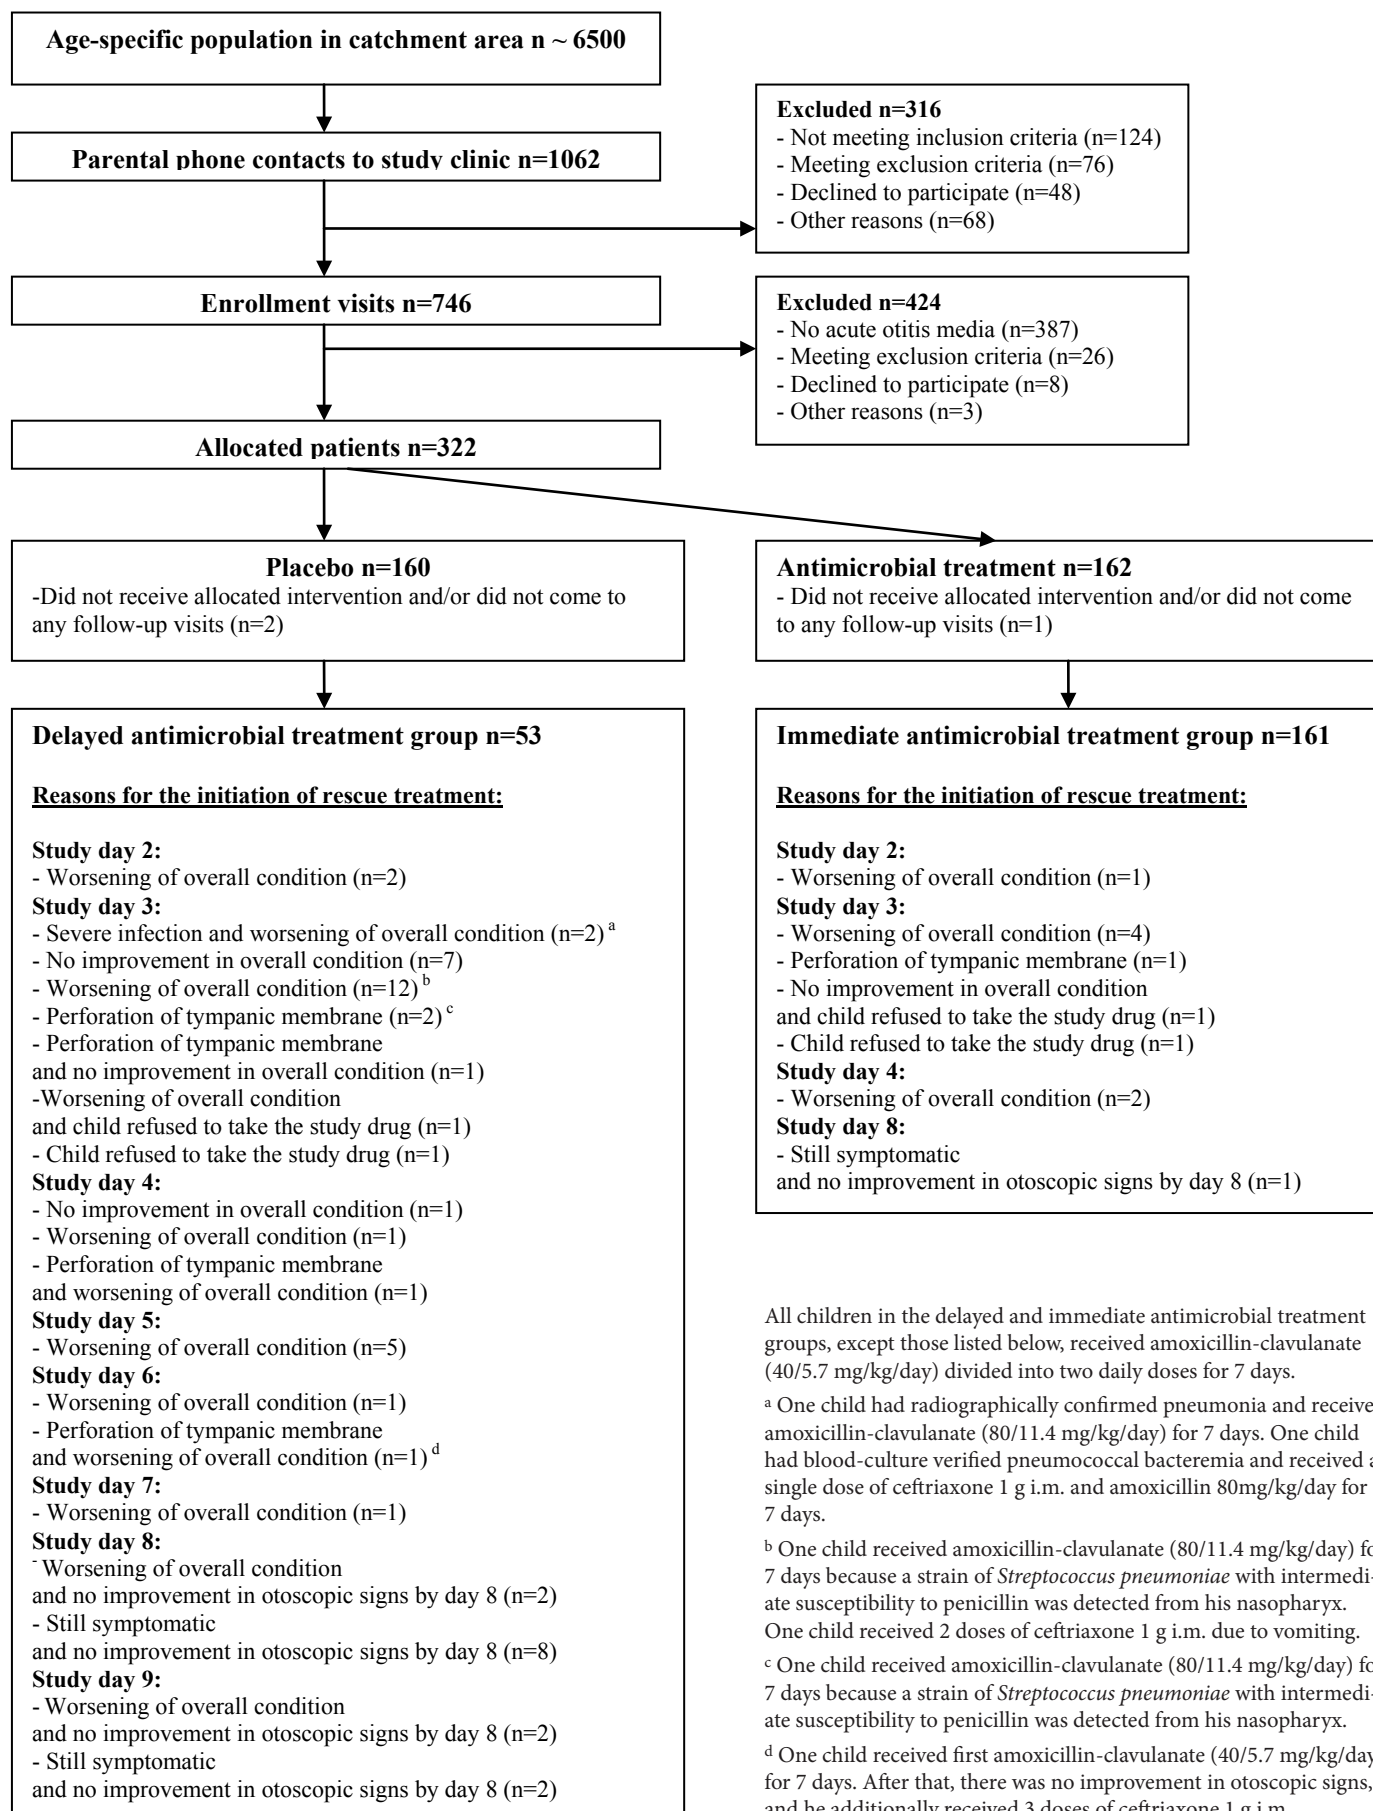 Age-specific population in catchment area n ~ 6500
Parental phone contacts to study clinic n=1062
Excluded n=316
- Not meeting inclusion criteria (n=124)
- Meeting exclusion criteria (n=76)
- Declined to participate (n=48)
- Other reasons (n=68)
Enrollment visits n=746
Excluded n=424
- No acute otitis media (n=387)
- Meeting exclusion criteria (n=26)
- Declined to participate (n=8)
- Other reasons (n=3)
Allocated patients n=322
Placebo n=160
-Did not receive allocated intervention and/or did not come to
any follow-up visits (n=2)
Antimicrobial treatment n=162
- Did not receive allocated intervention and/or did not come
to any follow-up visits (n=1)
Delayed antimicrobial treatment group n=53
Reasons for the initiation of rescue treatment:
Study day 2:
- Worsening of overall condition (n=2)
Study day 3:
- Severe infection and worsening of overall condition (n=2) a
- No improvement in overall condition (n=7)
- Worsening of overall condition (n=12) b
- Perforation of tympanic membrane (n=2) c
- Perforation of tympanic membrane
and no improvement in overall condition (n=1)
-Worsening of overall condition
and child refused to take the study drug (n=1)
- Child refused to take the study drug (n=1)
Study day 4:
- No improvement in overall condition (n=1)
- Worsening of overall condition (n=1)
- Perforation of tympanic membrane
and worsening of overall condition (n=1)
Study day 5:
- Worsening of overall condition (n=5)
Study day 6:
- Worsening of overall condition (n=1)
- Perforation of tympanic membrane
and worsening of overall condition (n=1) d
Study day 7:
- Worsening of overall condition (n=1)
Study day 8:
- Worsening of overall condition
and no improvement in otoscopic signs by day 8 (n=2)
- Still symptomatic
and no improvement in otoscopic signs by day 8 (n=8)
Study day 9:
- Worsening of overall condition
and no improvement in otoscopic signs by day 8 (n=2)
- Still symptomatic
and no improvement in otoscopic signs by day 8 (n=2)
Immediate antimicrobial treatment group n=161
Reasons for the initiation of rescue treatment:
Study day 2:
- Worsening of overall condition (n=1)
Study day 3:
- Worsening of overall condition (n=4)
- Perforation of tympanic membrane (n=1)
- No improvement in overall condition
and child refused to take the study drug (n=1)
- Child refused to take the study drug (n=1)
Study day 4:
- Worsening of overall condition (n=2)
Study day 8:
- Still symptomatic
and no improvement in otoscopic signs by day 8 (n=1)
All children in the delayed and immediate antimicrobial treatment
groups, except those listed below, received amoxicillin-clavulanate
(40/5.7 mg/kg/day) divided into two daily doses for 7 days.
a One child had radiographically confirmed pneumonia and receive
amoxicillin-clavulanate (80/11.4 mg/kg/day) for 7 days. One child
had blood-culture verified pneumococcal bacteremia and received a
single dose of ceftriaxone 1 g i.m. and amoxicillin 80mg/kg/day for
7 days.
b One child received amoxicillin-clavulanate (80/11.4 mg/kg/day) fo
7 days because a strain of Streptococcus pneumoniae with intermedi-
ate susceptibility to penicillin was detected from his nasopharyx.
One child received 2 doses of ceftriaxone 1 g i.m. due to vomiting.
c One child received amoxicillin-clavulanate (80/11.4 mg/kg/day) fo
7 days because a strain of Streptococcus pneumoniae with intermedi-
ate susceptibility to penicillin was detected from his nasopharyx.
d One child received first amoxicillin-clavulanate (40/5.7 mg/kg/day
for 7 days. After that, there was no improvement in otoscopic signs,
and he additionally received 3 doses of ceftriaxone 1 g i.m.